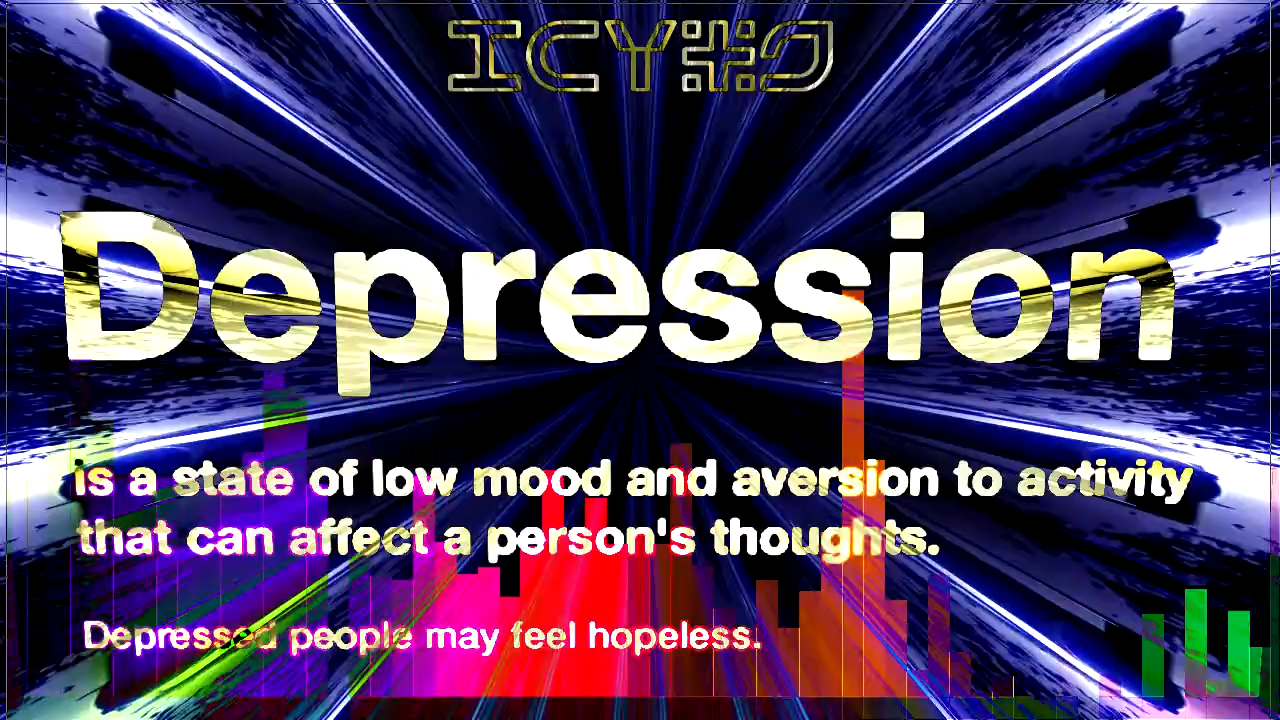 ICY#D
Depression
is a state of low mood and aversion to activity
that can affect a person's thoughts.
Depressed people may feel hopeless.